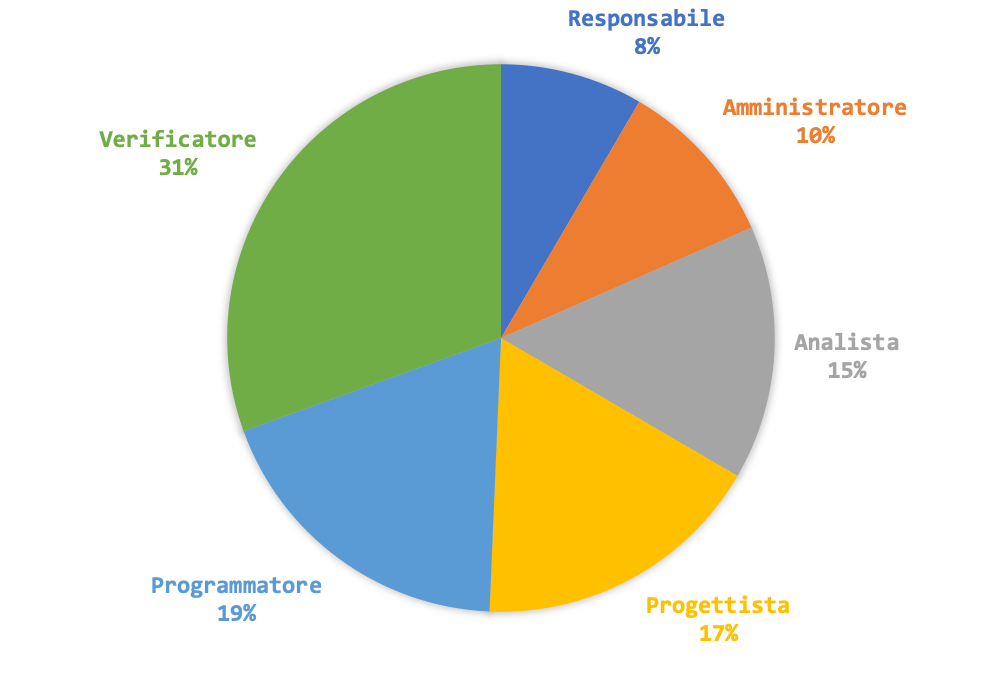 Responsabile
8%
Amministratore
10%
Verificatore
31%
Analista
15%
Programmatore
19%
Progettista
17%